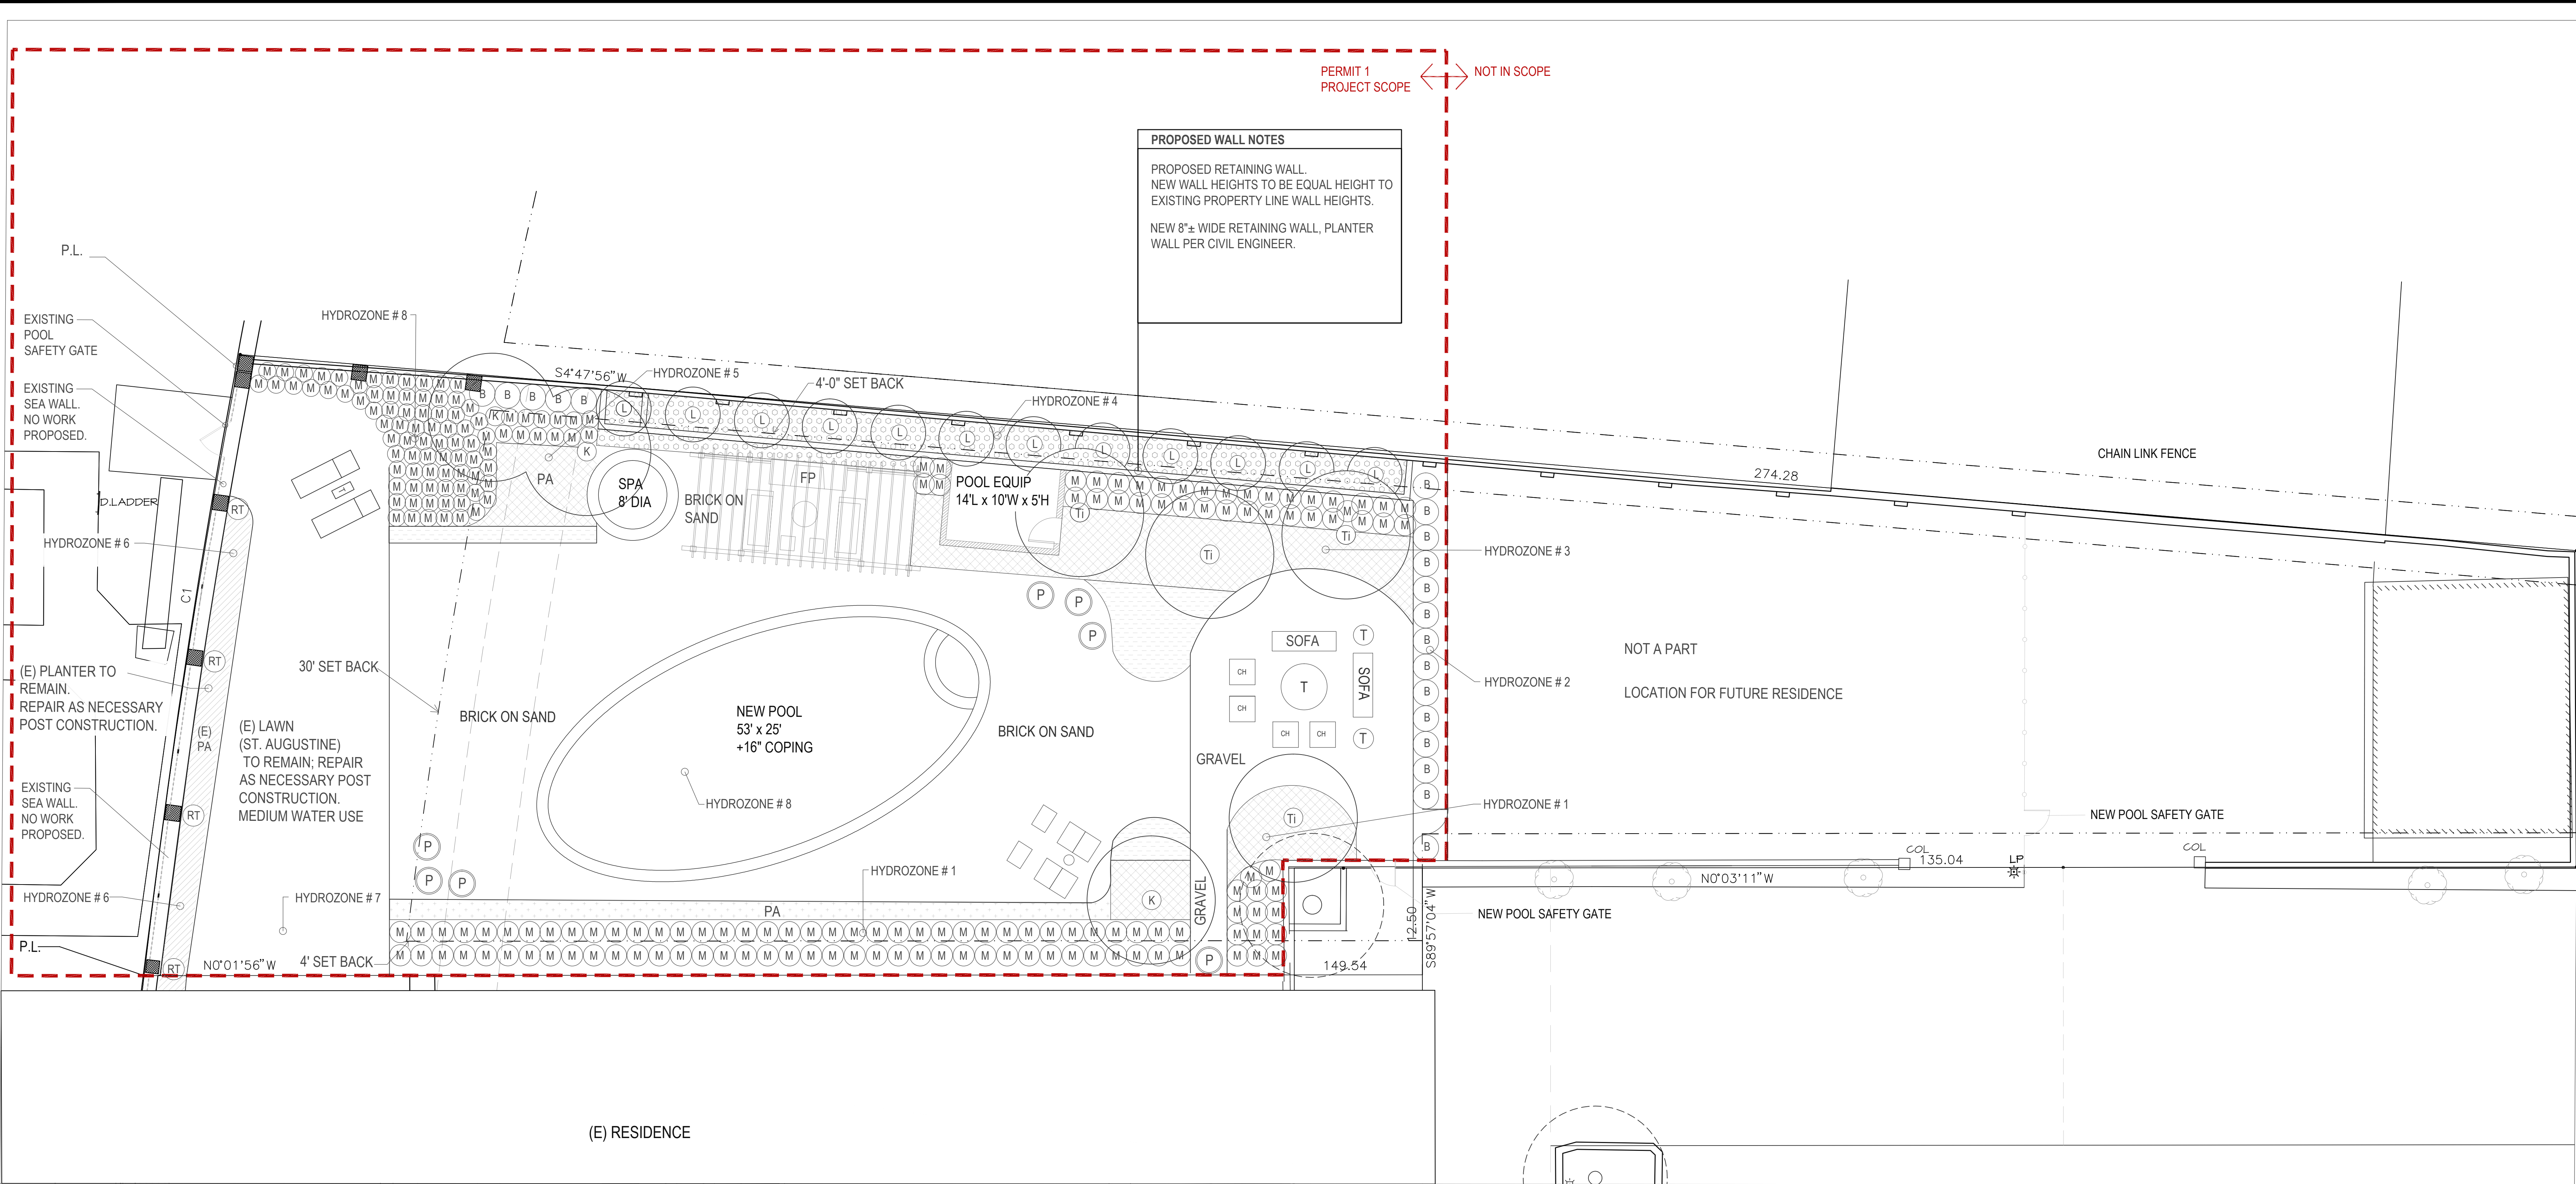 PERMIT 1
PROJECT SCOPE
NOT IN SCOPE
PROPOSED WALL NOTES
PROPOSED RETAINING WALL.
NEW WALL HEIGHTS TO BE EQUAL HEIGHT TO
EXISTING PROPERTY LINE WALL HEIGHTS.
NEW 8"± WIDE RETAINING WALL, PLANTER
WALL PER CIVIL ENGINEER.
P.L.
EXISTING
POOL
SAFETY GATE
EXISTING
SEA WALL.
NO WORK
PROPOSED.
HYDROZONE # 8
S4°47'56"W
HYDROZONE # 5
4'-0" SET BACK
HYDROZONE # 4
CHAIN LINK FENCE
274.28
PA
SPA
8' DIA
BRICK ON
SAND
FP
POOL EQUIP
14'L x 10'W x 5'H
D.LADDER
HYDROZONE # 6
C1
HYDROZONE # 3
(E) PLANTER TO
REMAIN.
REPAIR AS NECESSARY
POST CONSTRUCTION.
30' SET BACK
BRICK ON SAND
NEW POOL
53' x 25'
+16" COPING
BRICK ON SAND
SOFA
SOFA
T
T
T
CH
CH
CH
CH
GRAVEL
HYDROZONE # 2
NOT A PART
LOCATION FOR FUTURE RESIDENCE
(E)
PA
(E) LAWN
(ST. AUGUSTINE)
TO REMAIN; REPAIR
AS NECESSARY POST
CONSTRUCTION.
MEDIUM WATER USE
EXISTING
SEA WALL.
NO WORK
PROPOSED.
HYDROZONE # 8
HYDROZONE # 1
NEW POOL SAFETY GATE
HYDROZONE # 1
COL
135.04
LP
COL
N0°03'11"W
HYDROZONE # 6
HYDROZONE # 7
PA
K
GRAVEL
12.50
S89°57'04"W
NEW POOL SAFETY GATE
P.L.
RT
N0°01'56"W
4' SET BACK
P
149.54
(E) RESIDENCE